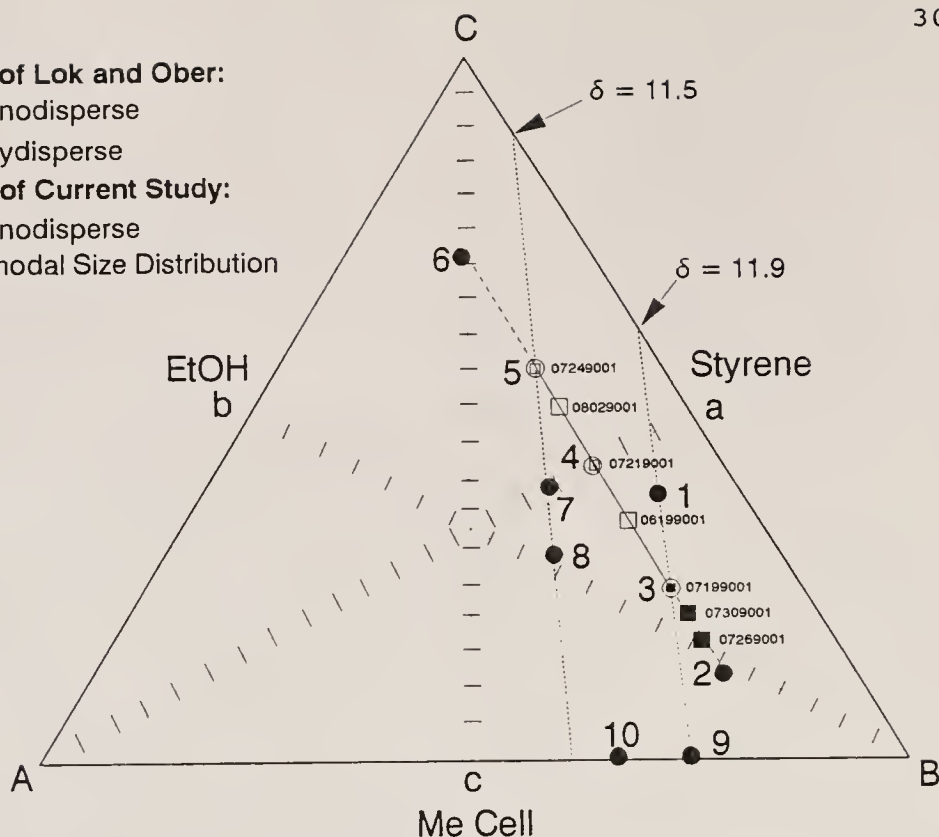 30
C
of Lok and Ober:
nodisperse
ydisperse
of Current Study:
nodisperse
nodal Size Distribution
δ = 11.5
δ = 11.9
6
EtOH
b
Styrene
a
5 07249001
08029001
4 07219001
1
7
06199001
8
3 07199001
07309001
07269001
2
10
9
A
c
B
Me Cell